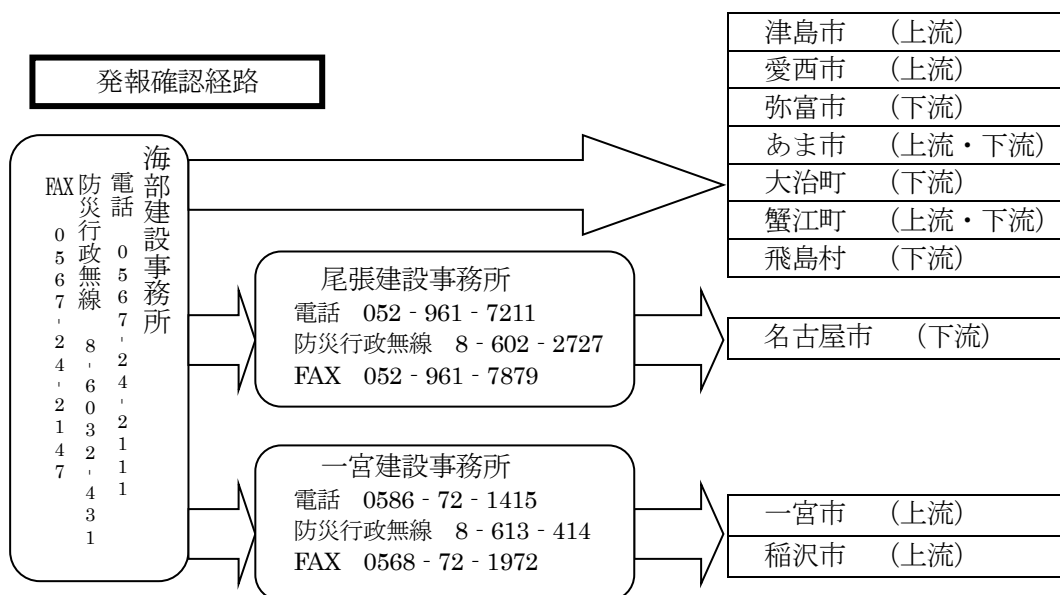 発報確認経路
海部建設事務所
電話 0567-24-2111
防災行政無線 8-6032-431
FAX 0567-24-2147
尾張建設事務所
電話 052‐961‐7211
防災行政無線 8‐602‐2727
FAX 052‐961‐7879
一宮建設事務所
電話 0586‐72‐1415
防災行政無線 8‐613‐414
FAX 0568‐72‐1972
津島市 (上流)
愛西市 (上流)
弥富市 (下流)
あま市 (上流・下流)
大治町 (下流)
蟹江町 (上流・下流)
飛島村 (下流)
名古屋市 (下流)
一宮市 (上流)
稲沢市 (上流)